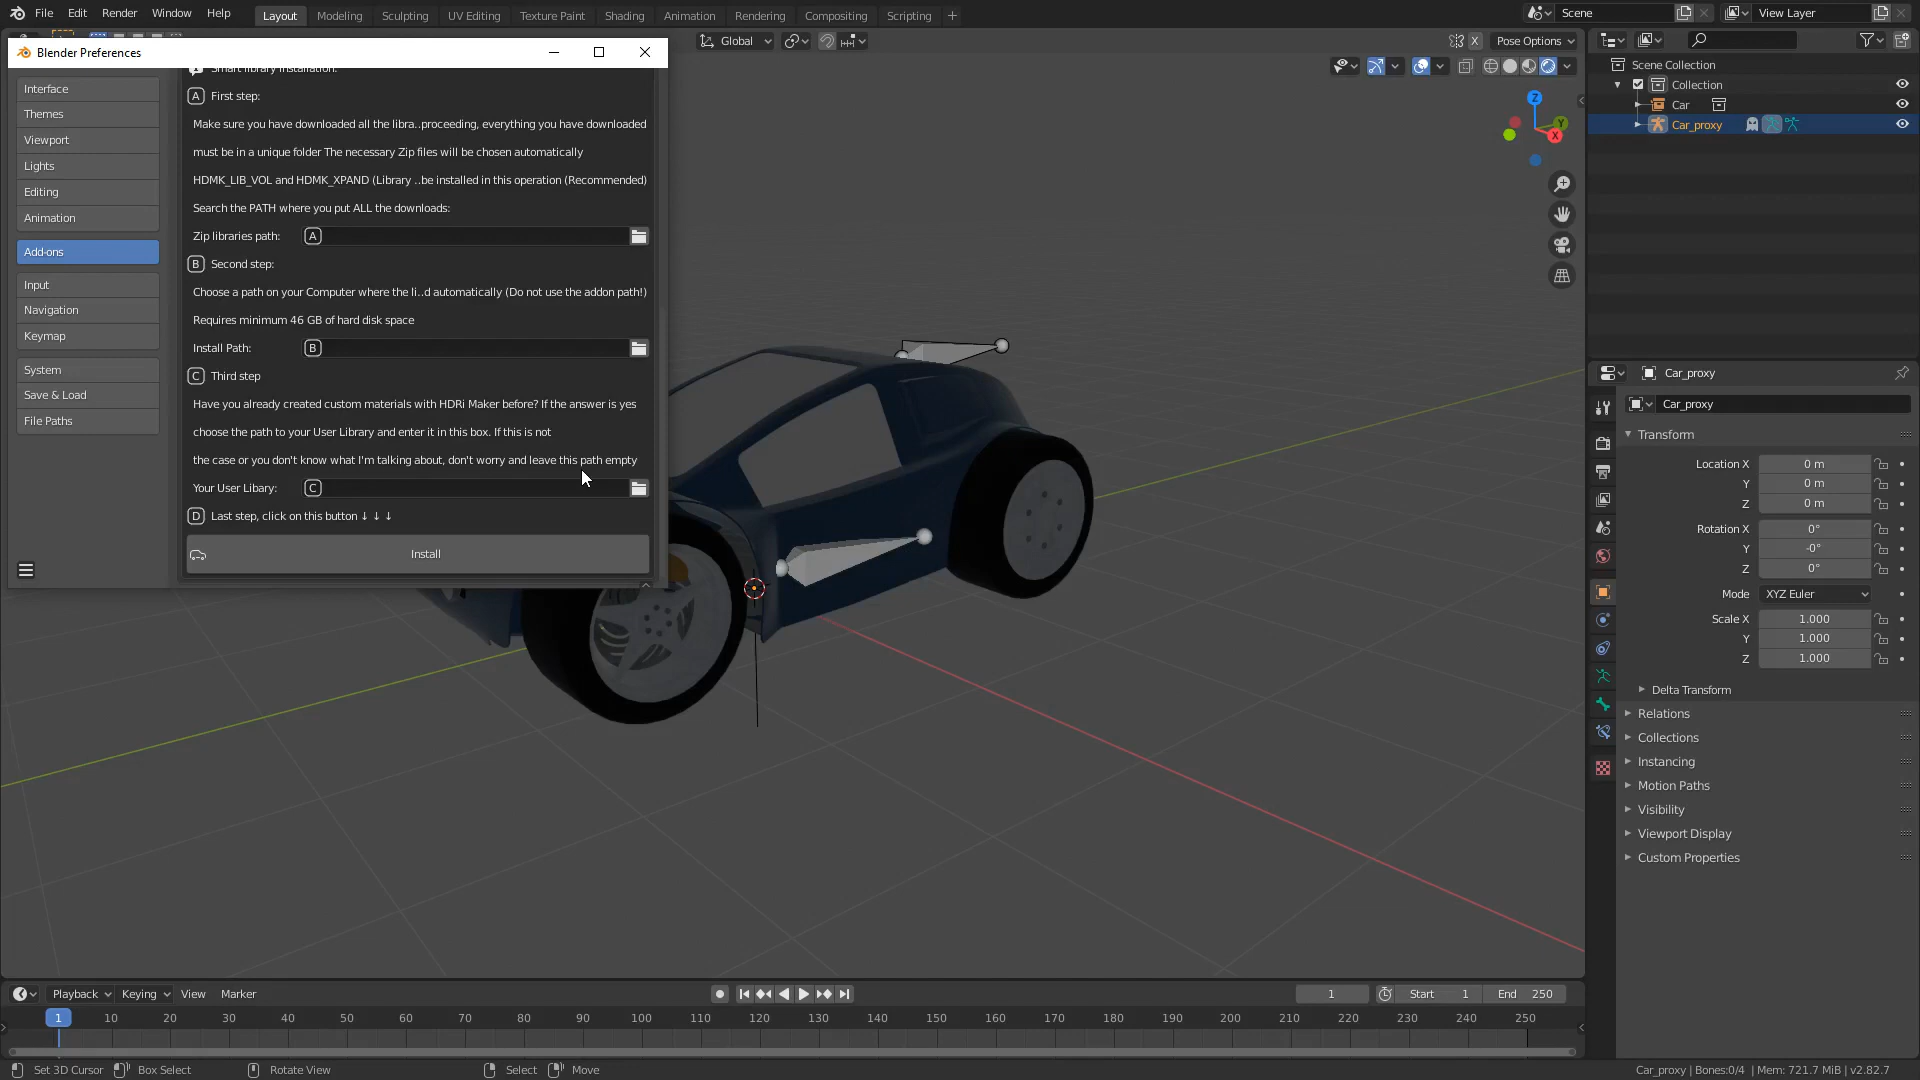 File Edit Render Window Help
Layout Modeling Sculpting UV Editing Texture Paint Shading Animation Rendering Compositing Scripting +
Scene
View Layer
Blender Preferences
Global
X
Pose Options
Interface
Themes
Viewport
Lights
Editing
Animation
Add-ons
Input
Navigation
Keymap
System
Save & Load
File Paths
Smart library installation:
A First step:
Make sure you have downloaded all the libra..proceeding, everything you have downloaded
must be in a unique folder The necessary Zip files will be chosen automatically
HDMK_LIB_VOL and HDMK_XPAND (Library ..be installed in this operation (Recommended)
Search the PATH where you put ALL the downloads:
Zip libraries path: A
B Second step:
Choose a path on your Computer where the li..d automatically (Do not use the addon path!)
Requires minimum 46 GB of hard disk space
Install Path: B
C Third step
Have you already created custom materials with HDRi Maker before? If the answer is yes
choose the path to your User Library and enter it in this box. If this is not
the case or you don't know what I'm talking about, don't worry and leave this path empty
Your User Libary: C
D Last step, click on this button ↓ ↓ ↓
Install
Z
Y
X
Scene Collection
Collection
Car
Car_proxy
Car_proxy
Car_proxy
Transform
Location X 0 m
Y 0 m
Z 0 m
Rotation X 0°
Y -0°
Z 0°
Mode XYZ Euler
Scale X 1.000
Y 1.000
Z 1.000
Delta Transform
Relations
Collections
Instancing
Motion Paths
Visibility
Viewport Display
Custom Properties
Playback Keying View Marker
1 Start 1 End 250
1 10 20 30 40 50 60 70 80 90 100 110 120 130 140 150 160 170 180 190 200 210 220 230 240 250
Set 3D Cursor Box Select Rotate View Select Move
Car_proxy | Bones:0/4 | Mem: 721.7 MiB | v2.82.7